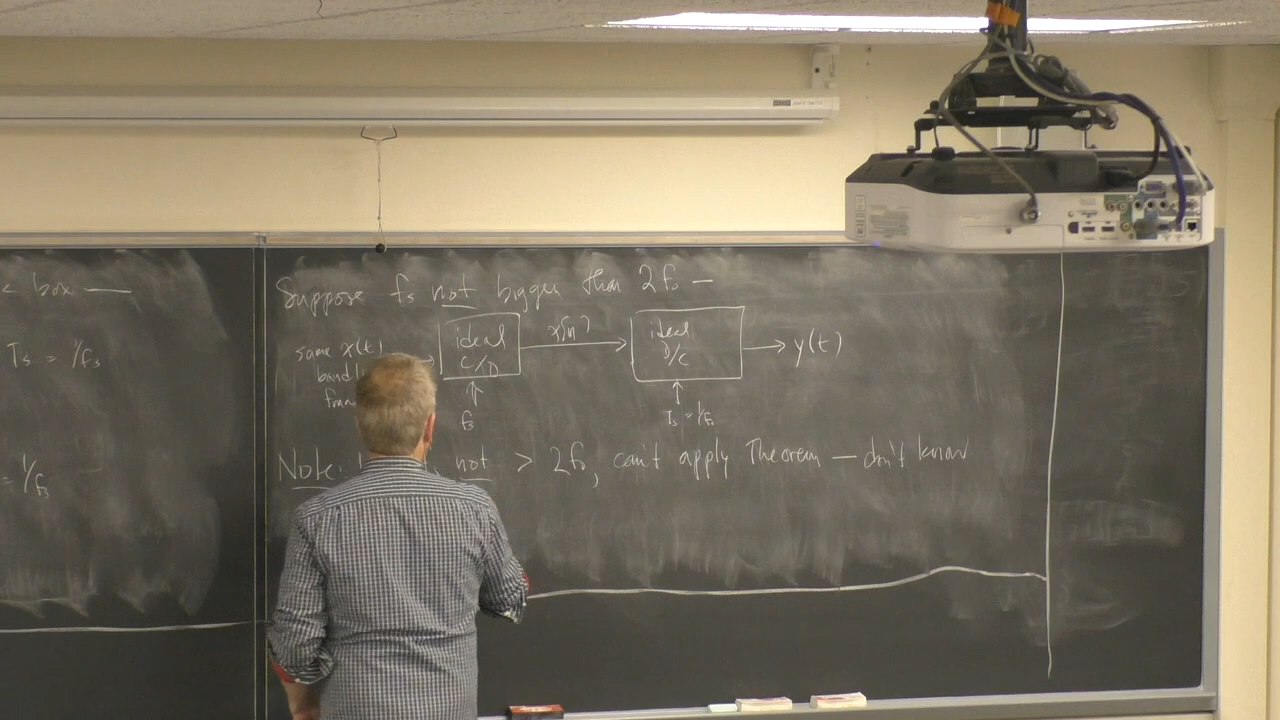 box —
Ts = 1/fs
= 1/fs
Suppose fs not bigger than 2f₀ —
same x(t)
ideal
C/D
fs
x[n]
ideal
D/C
Ts = 1/fs
y(t)
Note: not > 2f₀, can't apply Theorem — don't know